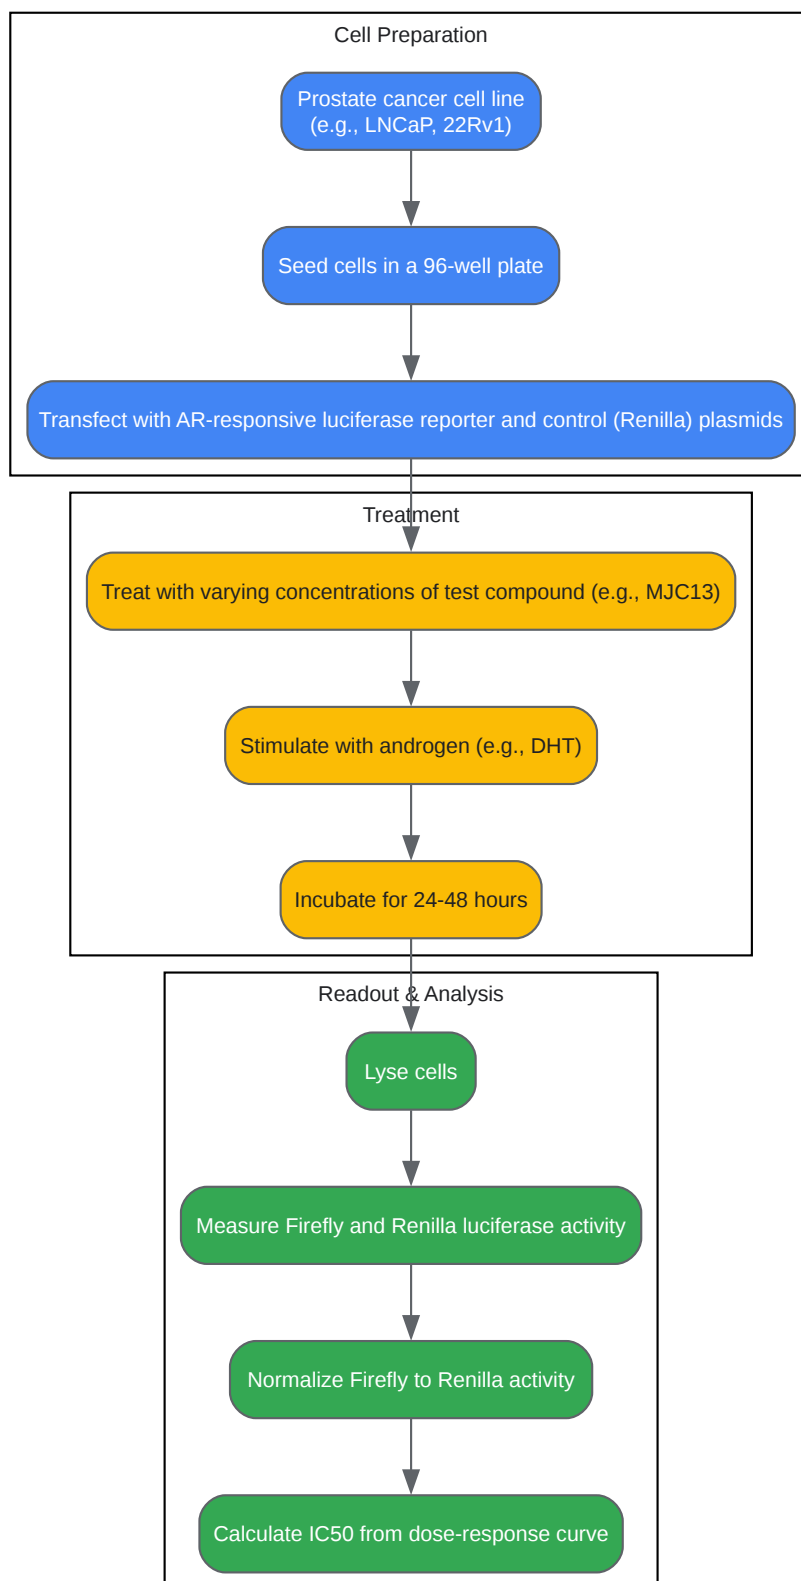 Cell Preparation
Prostate cancer cell line
(e.g., LNCaP, 22Rv1)
Seed cells in a 96-well plate
Transfect with AR-responsive luciferase reporter and control (Renilla) plasmids
Treatment
Treat with varying concentrations of test compound (e.g., MJC13)
Stimulate with androgen (e.g., DHT)
Incubate for 24-48 hours
Readout & Analysis
Lyse cells
Measure Firefly and Renilla luciferase activity
Normalize Firefly to Renilla activity
Calculate IC50 from dose-response curve